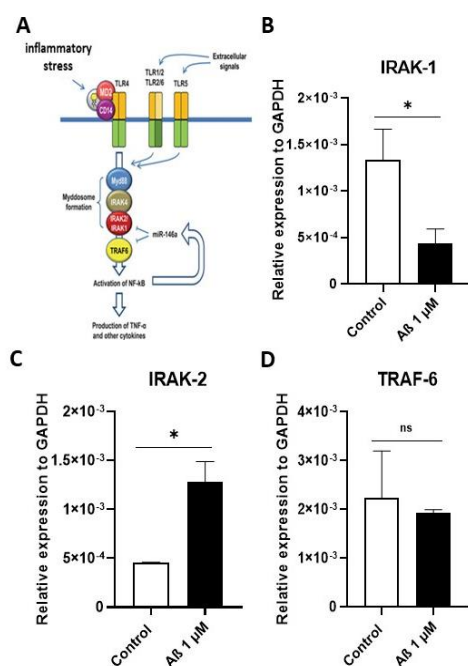 A
inflammatory
stress
MD2
CD14
TLR4
TLR1/2
TLR2/6
TLR5
Extracellular
signals
Myd88
IRAK4
IRAK2/
IRAK1
TRAF6
Myddosome
formation
miR-146a
Activation of NF-kB
Production of TNF-α
and other cytokines
B
IRAK-1
Relative expression to GAPDH
2×10-3
1.5×10-3
1×10-3
5×10-4
0
*
Control
Aß 1 µM
C
IRAK-2
Relative expression to GAPDH
2×10-3
1.5×10-3
1×10-3
5×10-4
0
*
Control
Aß 1 µM
D
TRAF-6
Relative expression to GAPDH
4×10-3
3×10-3
2×10-3
1×10-3
0
ns
Control
Aß 1 µM